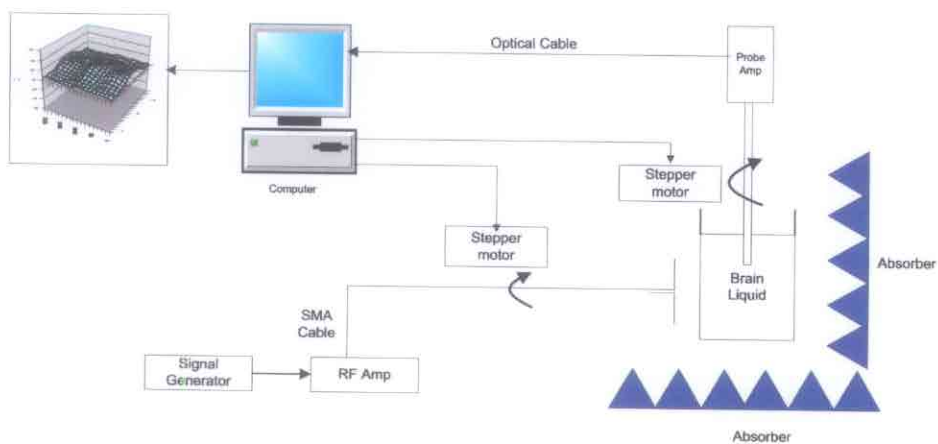 Optical Cable
Probe
Amp
Computer
Stepper
motor
Stepper
motor
Brain
Liquid
Absorber
SMA
Cable
Signal
Generator
RF Amp
Absorber